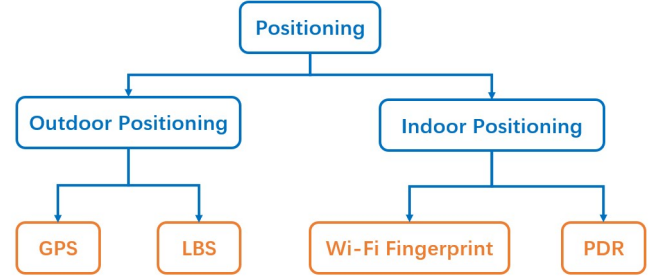 Positioning
Outdoor Positioning
Indoor Positioning
GPS
LBS
Wi-Fi Fingerprint
PDR